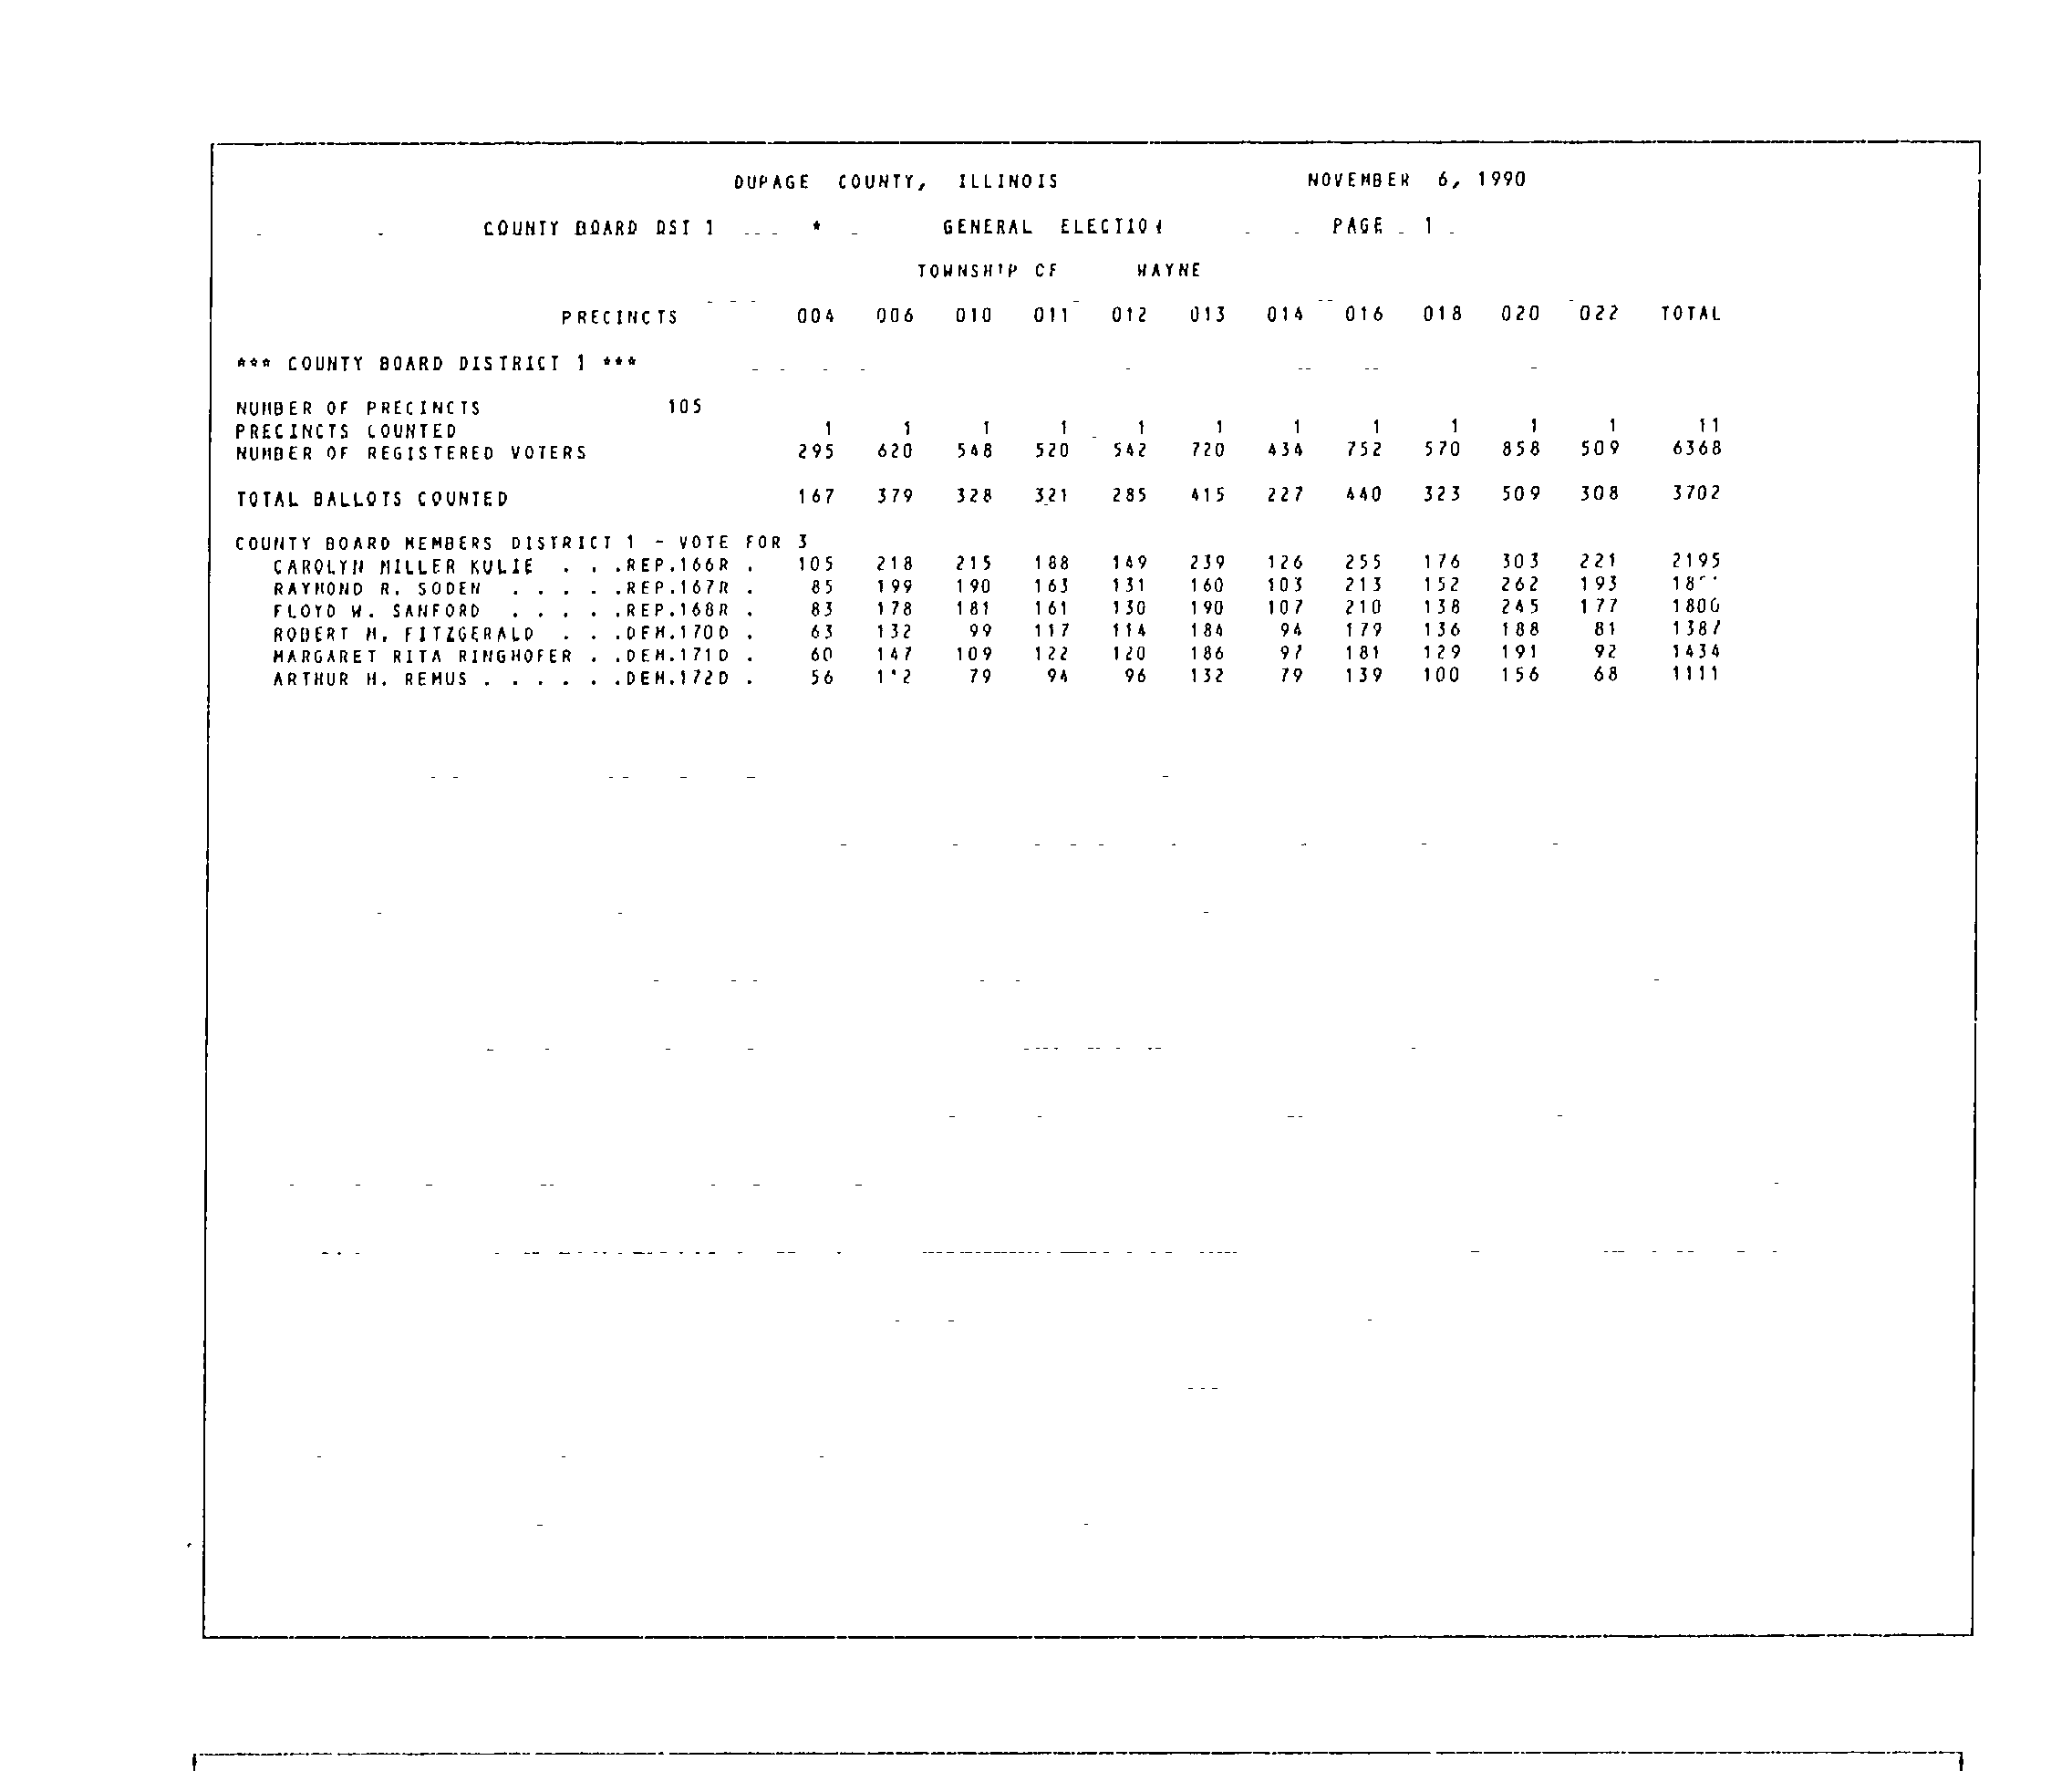 DUPAGE COUNTY, ILLINOIS NOVEMBER 6, 1990
COUNTY BOARD DST 1 * GENERAL ELECTION PAGE 1
TOWNSHIP OF WAYNE
PRECINCTS 004 006 010 011 012 013 014 016 018 020 022 TOTAL
*** COUNTY BOARD DISTRICT 1 ***
NUMBER OF PRECINCTS 105
PRECINCTS COUNTED 1 1 1 1 1 1 1 1 1 1 1 11
NUMBER OF REGISTERED VOTERS 295 620 548 520 542 720 434 752 570 858 509 6368
TOTAL BALLOTS COUNTED 167 379 328 321 285 415 227 440 323 509 308 3702
COUNTY BOARD MEMBERS DISTRICT 1 - VOTE FOR 3
CAROLYN MILLER KULIE . . .REP.166R . 105 218 215 188 149 239 126 255 176 303 221 2195
RAYMOND R. SODEN . . . . .REP.167R . 85 199 190 163 131 160 103 213 152 262 193
FLOYD W. SANFORD . . . . .REP.168R . 83 178 181 161 130 190 107 210 138 245 177 1800
ROBERT M. FITZGERALD . . .DEM.170D . 63 132 99 117 114 184 94 179 136 188 81 1387
MARGARET RITA RINGHOFER . .DEM.171D . 60 147 109 122 120 186 97 181 129 191 92 1434
ARTHUR H. REMUS . . . . . .DEM.172D . 56 112 79 94 96 132 79 139 100 156 68 1111